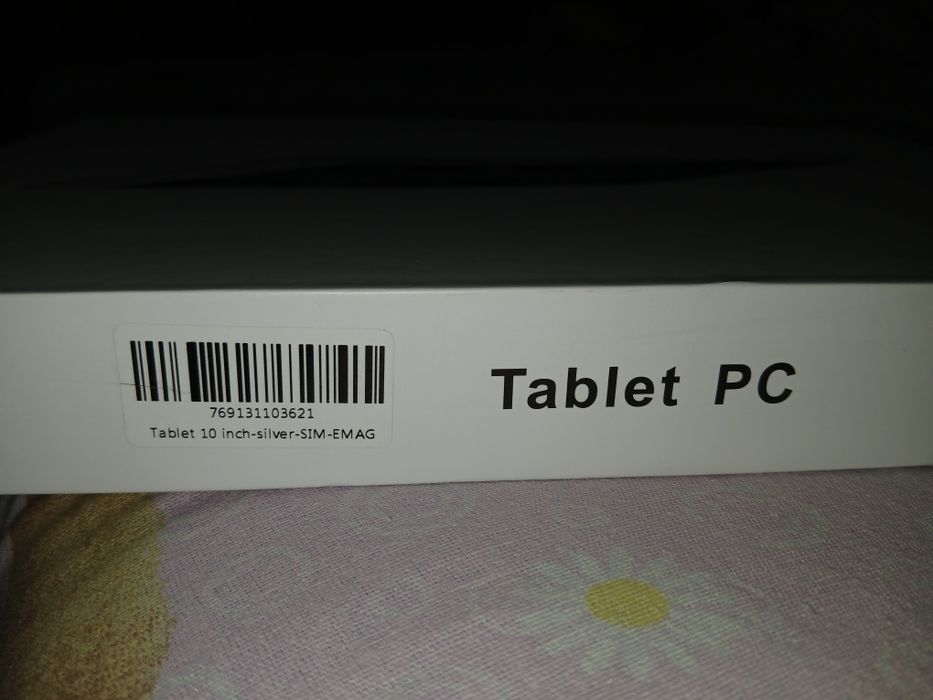 769131103621
Tablet 10 inch-silver-SIM-EMAG
Tablet PC